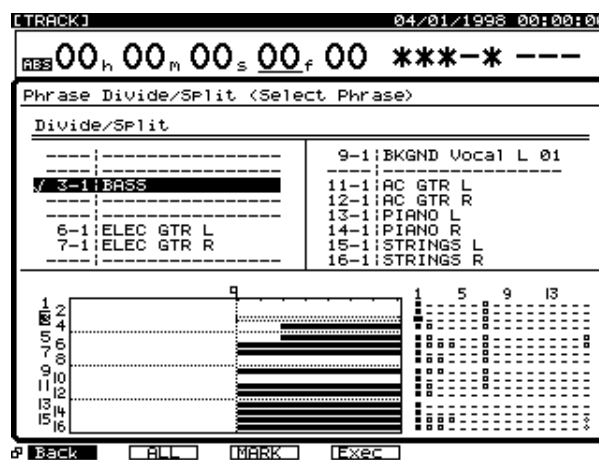 [TRACK] 04/01/1998 00:00:00
ABS 00h 00m 00s 00f 00 ***-* ---
Phrase Divide/Split (Select Phrase)
Divide/Split
----|-----------------
----|-----------------
√ 3-1|BASS
----|-----------------
----|-----------------
6-1|ELEC GTR L
7-1|ELEC GTR R
----|-----------------
9-1|BKGND Vocal L 01
----|-----------------
11-1|AC GTR L
12-1|AC GTR R
13-1|PIANO L
14-1|PIANO R
15-1|STRINGS L
16-1|STRINGS R
9
1 5 9 13
1
2
3
4
5
6
7
8
9
10
11
12
13
14
15
16
Back ALL MARK Exec